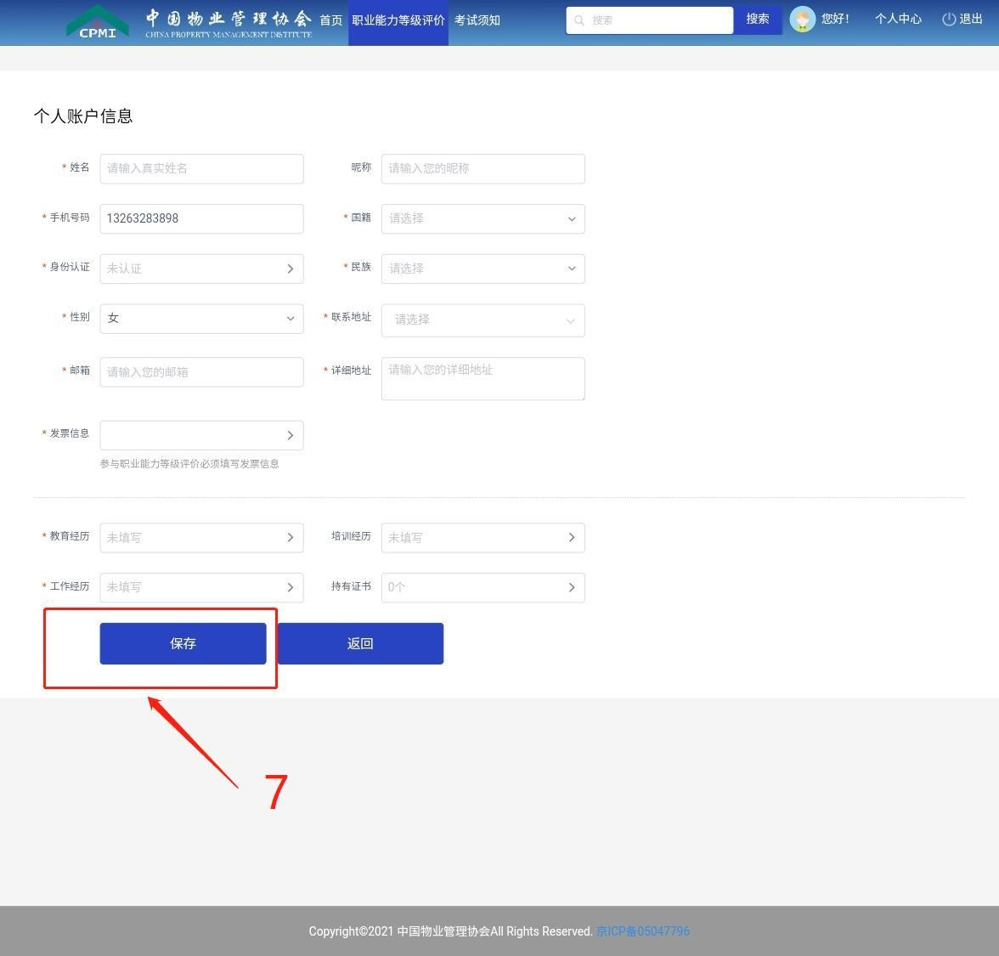 CPMI 中国物业管理协会 首页 职业能力等级评价 考试须知 搜索 搜索 您好！ 个人中心 退出
CHINA PROPERTY MANAGEMENT INSTITUTE
个人账户信息
* 姓名 请输入真实姓名 昵称 请输入您的昵称
* 手机号码 13263283898 * 国籍 请选择
* 身份认证 未认证 * 民族 请选择
* 性别 女 * 联系地址 请选择
* 邮箱 请输入您的邮箱 * 详细地址 请输入您的详细地址
* 发票信息
参与职业能力等级评价必须填写发票信息
* 教育经历 未填写 培训经历 未填写
* 工作经历 未填写 持有证书 0个
保存 返回
7
Copyright©2021 中国物业管理协会All Rights Reserved. 京ICP备05047796